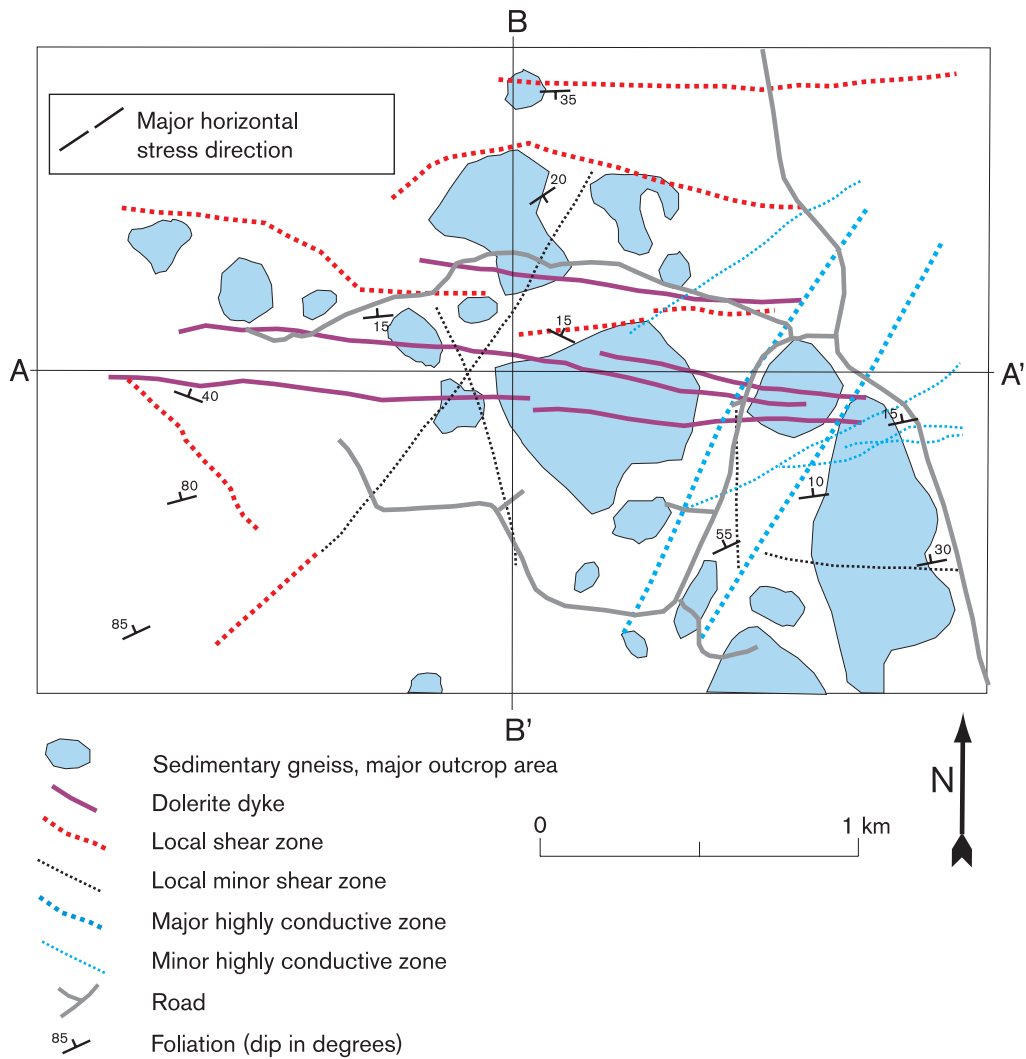 B
Major horizontal
stress direction
35
20
15
15
A
A'
40
15
80
10
55
30
85
B'
Sedimentary gneiss, major outcrop area
Dolerite dyke
Local shear zone
Local minor shear zone
Major highly conductive zone
Minor highly conductive zone
Road
85
Foliation (dip in degrees)
0
1 km
N